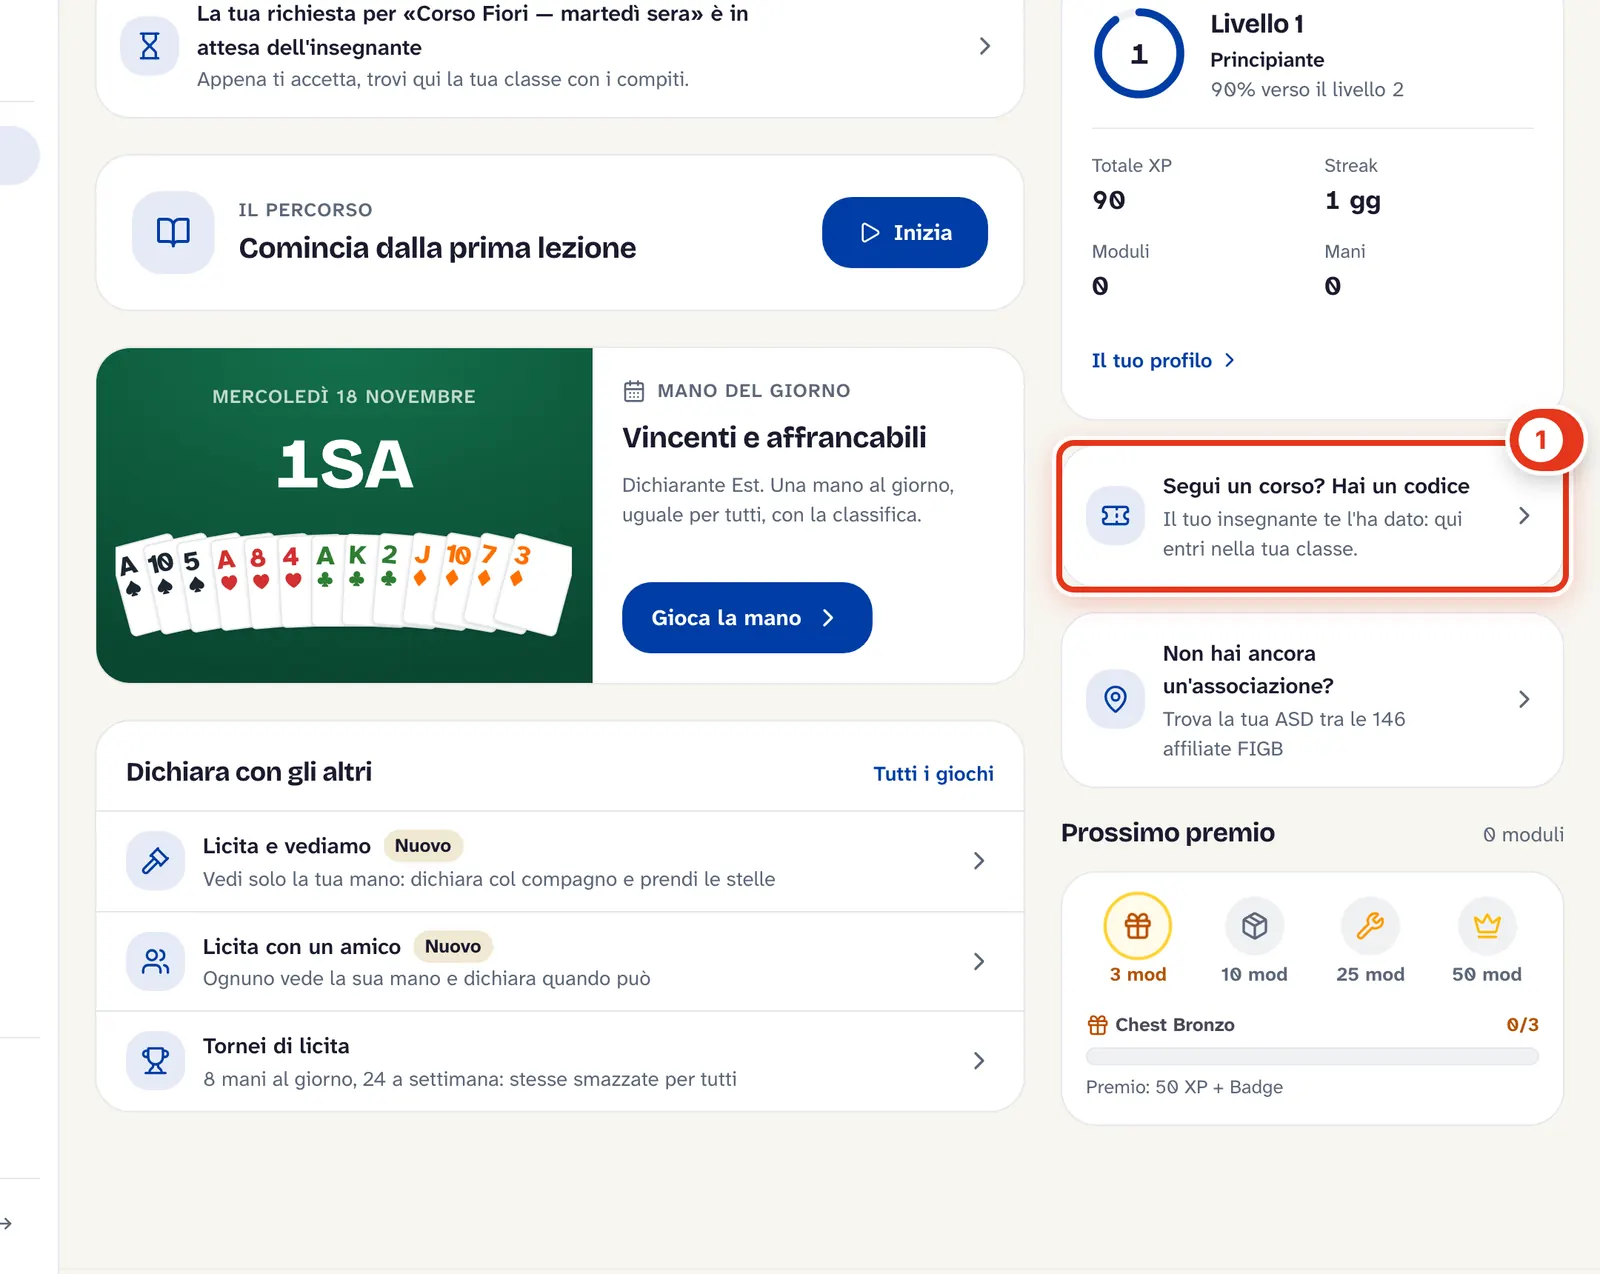 La tua richiesta per «Corso Fiori — martedì sera» è in
attesa dell'insegnante
Appena ti accetta, trovi qui la tua classe con i compiti.
IL PERCORSO
Comincia dalla prima lezione
Inizia
MERCOLEDÌ 18 NOVEMBRE
1SA
A 10 5 A 8 4 A K 2 J 10 7 3
MANO DEL GIORNO
Vincenti e affrancabili
Dichiarante Est. Una mano al giorno,
uguale per tutti, con la classifica.
Gioca la mano
Dichiara con gli altri
Tutti i giochi
Licita e vediamo Nuovo
Vedi solo la tua mano: dichiara col compagno e prendi le stelle
Licita con un amico Nuovo
Ognuno vede la sua mano e dichiara quando può
Tornei di licita
8 mani al giorno, 24 a settimana: stesse smazzate per tutti
1
Livello 1
Principiante
90% verso il livello 2
Totale XP
90
Streak
1 gg
Moduli
0
Mani
0
Il tuo profilo
1
Segui un corso? Hai un codice
Il tuo insegnante te l'ha dato: qui
entri nella tua classe.
Non hai ancora
un'associazione?
Trova la tua ASD tra le 146
affiliate FIGB
Prossimo premio
0 moduli
3 mod
10 mod
25 mod
50 mod
Chest Bronzo
0/3
Premio: 50 XP + Badge